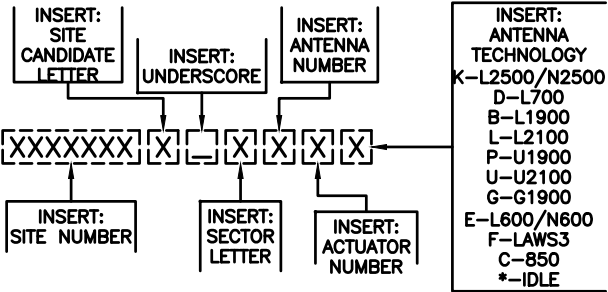 INSERT:
SITE
CANDIDATE
LETTER
INSERT:
UNDERSCORE
INSERT:
ANTENNA
NUMBER
INSERT:
ANTENNA
TECHNOLOGY
K-L2500/N2500
D-L700
B-L1900
L-L2100
P-U1900
U-U2100
G-G1900
E-L600/N600
F-LAWS3
C-850
*-IDLE
XXXXXXX X _ X X X X
INSERT:
SITE NUMBER
INSERT:
SECTOR
LETTER
INSERT:
ACTUATOR
NUMBER